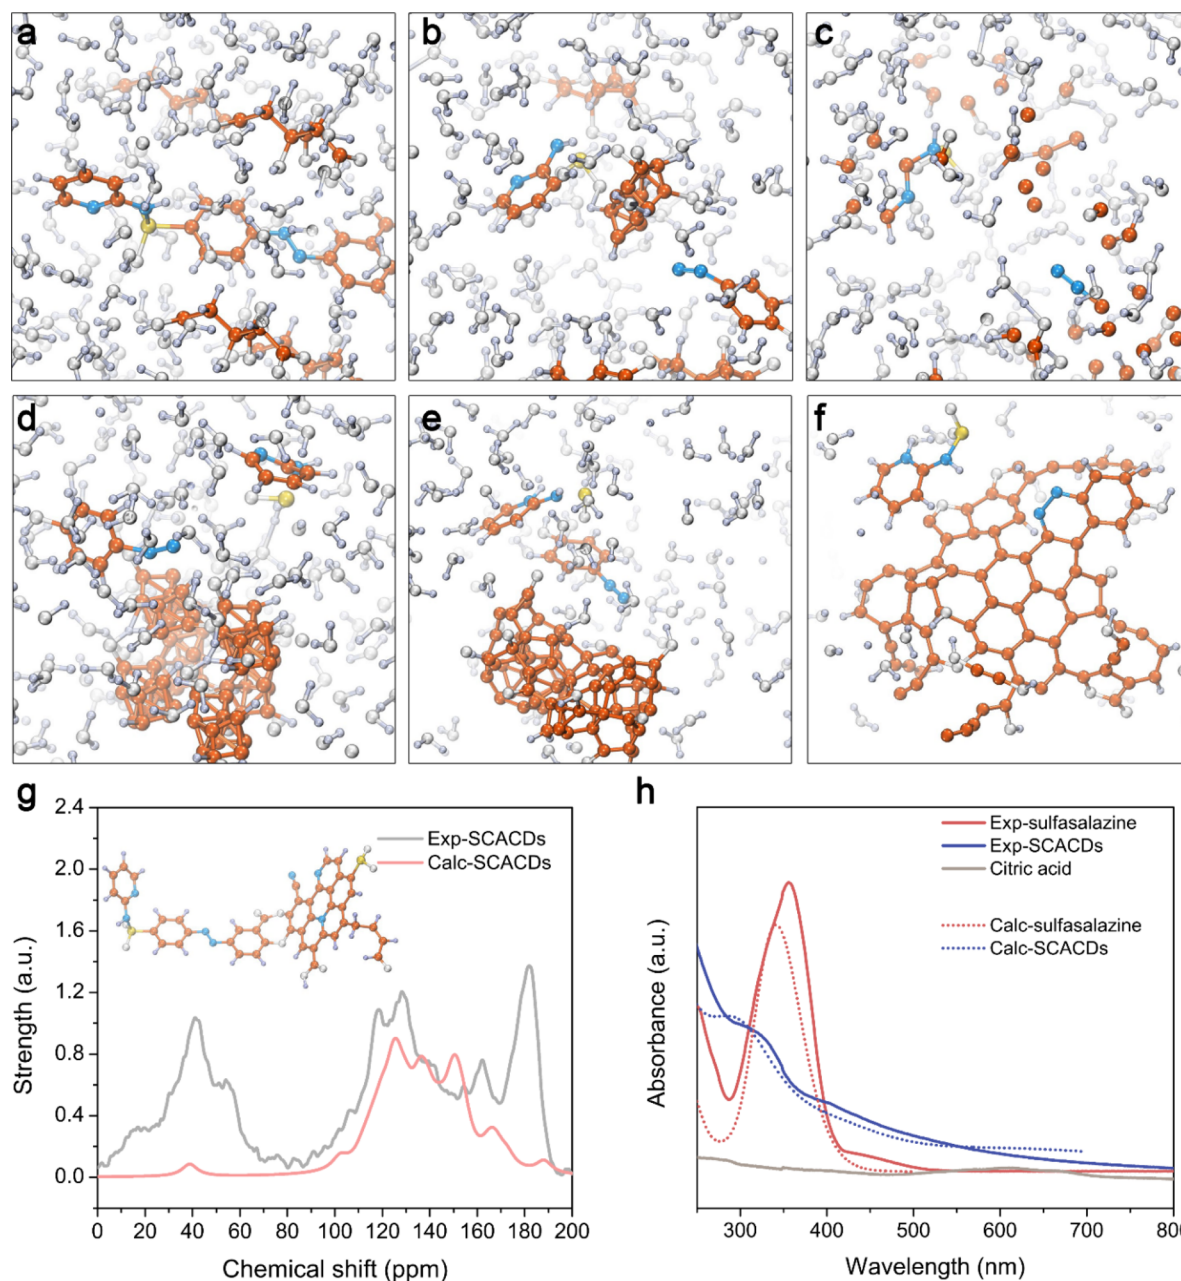 a
b
c
d
e
f
g
h
2.4
2.0
1.6
1.2
0.8
0.4
0.0
Strength (a.u.)
Exp-SCACDs
Calc-SCACDs
0 20 40 60 80 100 120 140 160 180 200
Chemical shift (ppm)
Absorbance (a.u.)
Exp-sulfasalazine
Exp-SCACDs
Citric acid
Calc-sulfasalazine
Calc-SCACDs
300 400 500 600 700 800
Wavelength (nm)